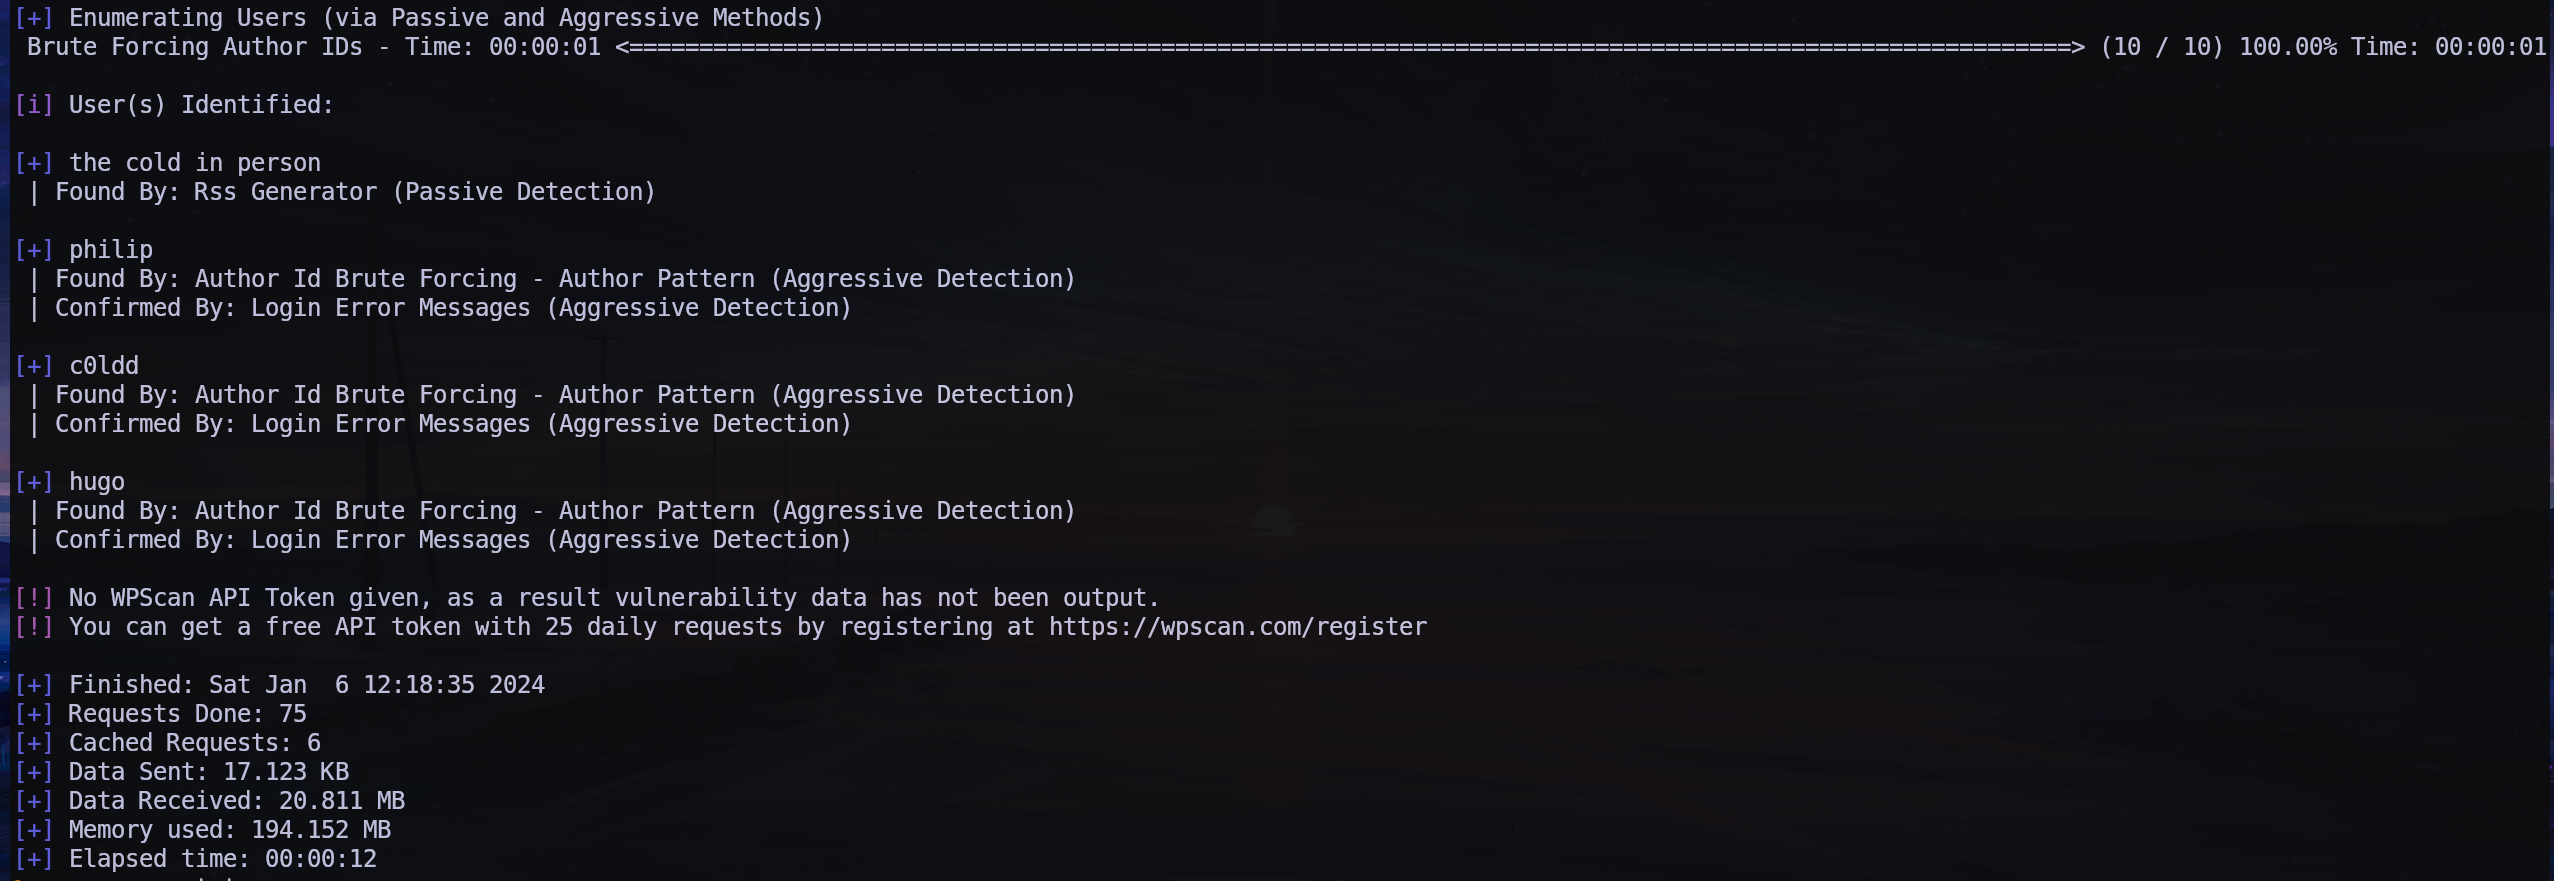 [+] Enumerating Users (via Passive and Aggressive Methods)
Brute Forcing Author IDs - Time: 00:00:01 <=======================================================================================================> (10 / 10) 100.00% Time: 00:00:01
[i] User(s) Identified:
[+] the cold in person
| Found By: Rss Generator (Passive Detection)
[+] philip
| Found By: Author Id Brute Forcing - Author Pattern (Aggressive Detection)
| Confirmed By: Login Error Messages (Aggressive Detection)
[+] c0ldd
| Found By: Author Id Brute Forcing - Author Pattern (Aggressive Detection)
| Confirmed By: Login Error Messages (Aggressive Detection)
[+] hugo
| Found By: Author Id Brute Forcing - Author Pattern (Aggressive Detection)
| Confirmed By: Login Error Messages (Aggressive Detection)
[!] No WPScan API Token given, as a result vulnerability data has not been output.
[!] You can get a free API token with 25 daily requests by registering at https://wpscan.com/register
[+] Finished: Sat Jan  6 12:18:35 2024
[+] Requests Done: 75
[+] Cached Requests: 6
[+] Data Sent: 17.123 KB
[+] Data Received: 20.811 MB
[+] Memory used: 194.152 MB
[+] Elapsed time: 00:00:12